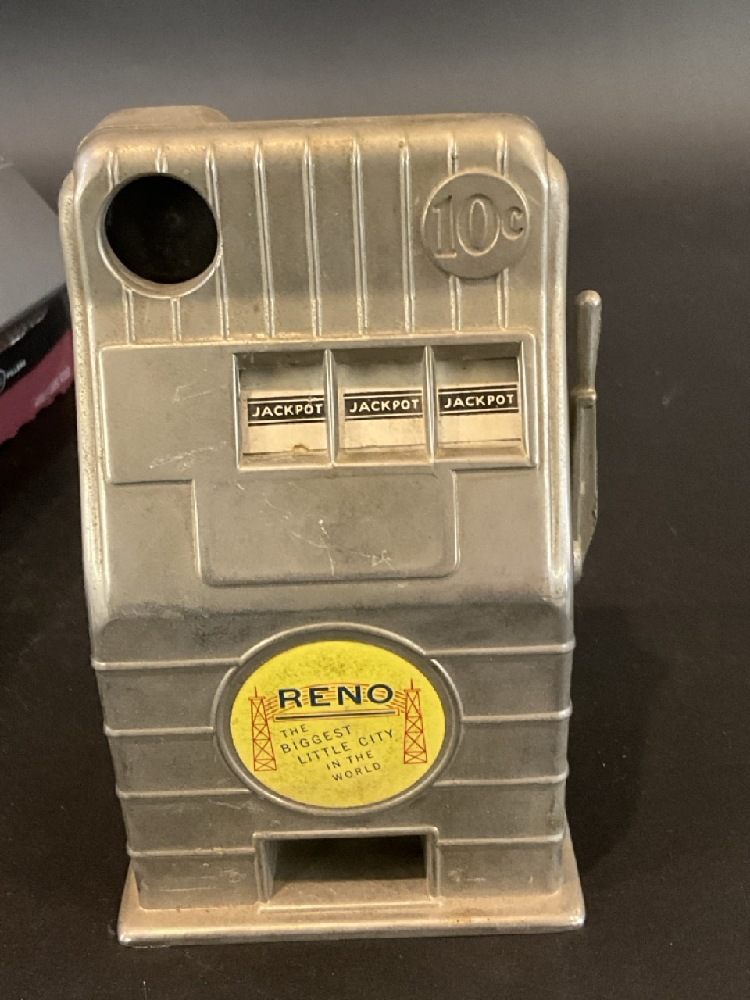 10¢
JACKPOT JACKPOT JACKPOT
RENO
THE
BIGGEST
LITTLE CITY
IN THE
WORLD